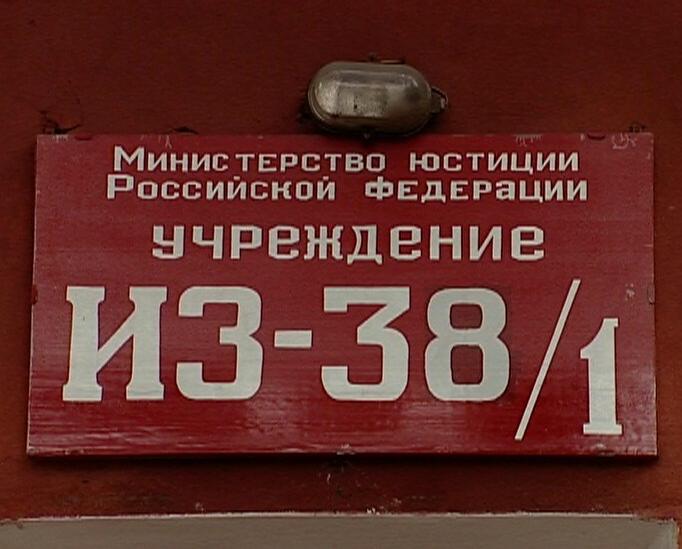 Министерство юстиции
Российской Федерации
учреждение
ИЗ-38/1